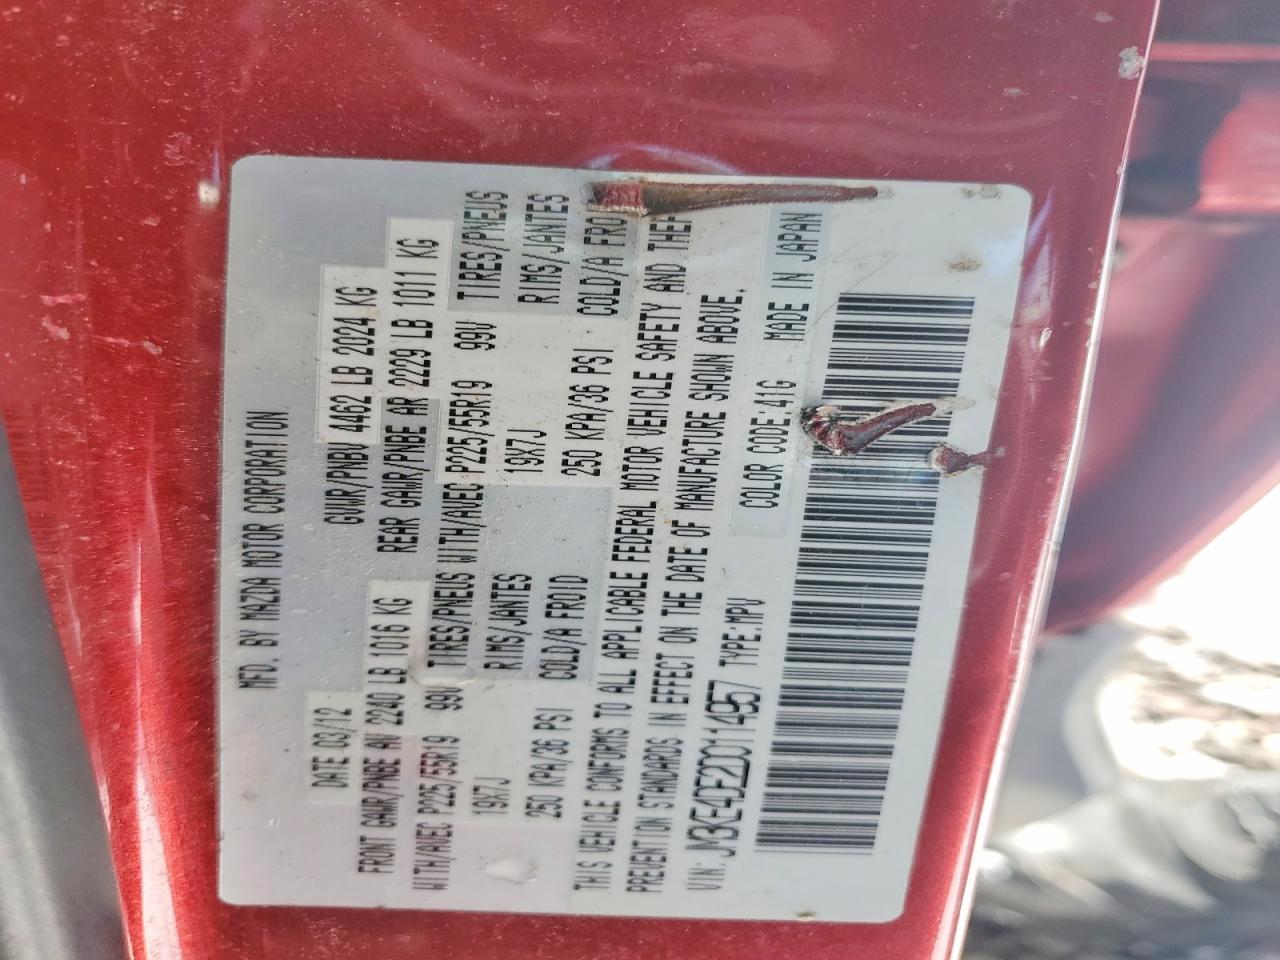 MFD. BY MAZDA MOTOR CORPORATION
DATE 03/12 GVWR/PNBV 4462 LB 2024 KG
FRONT GAWR/PNBE AV 2240 LB 1016 KG REAR GAWR/PNBE AR 2229 LB 1011 KG
WITH/AVEC P225/55R19 99V TIRES/PNEUS WITH/AVEC P225/55R19 99V TIRES/PNEUS
19X7J RIMS/JANTES 19X7J RIMS/JANTES
250 KPA/36 PSI COLD/A FROID 250 KPA/36 PSI COLD/A FROI
THIS VEHICLE CONFORMS TO ALL APPLICABLE FEDERAL MOTOR VEHICLE SAFETY AND THEF
PREVENTION STANDARDS IN EFFECT ON THE DATE OF MANUFACTURE SHOWN ABOVE.
VIN: JM3KE4DE2D0114957 TYPE:MPV COLOR CODE:41G MADE IN JAPAN